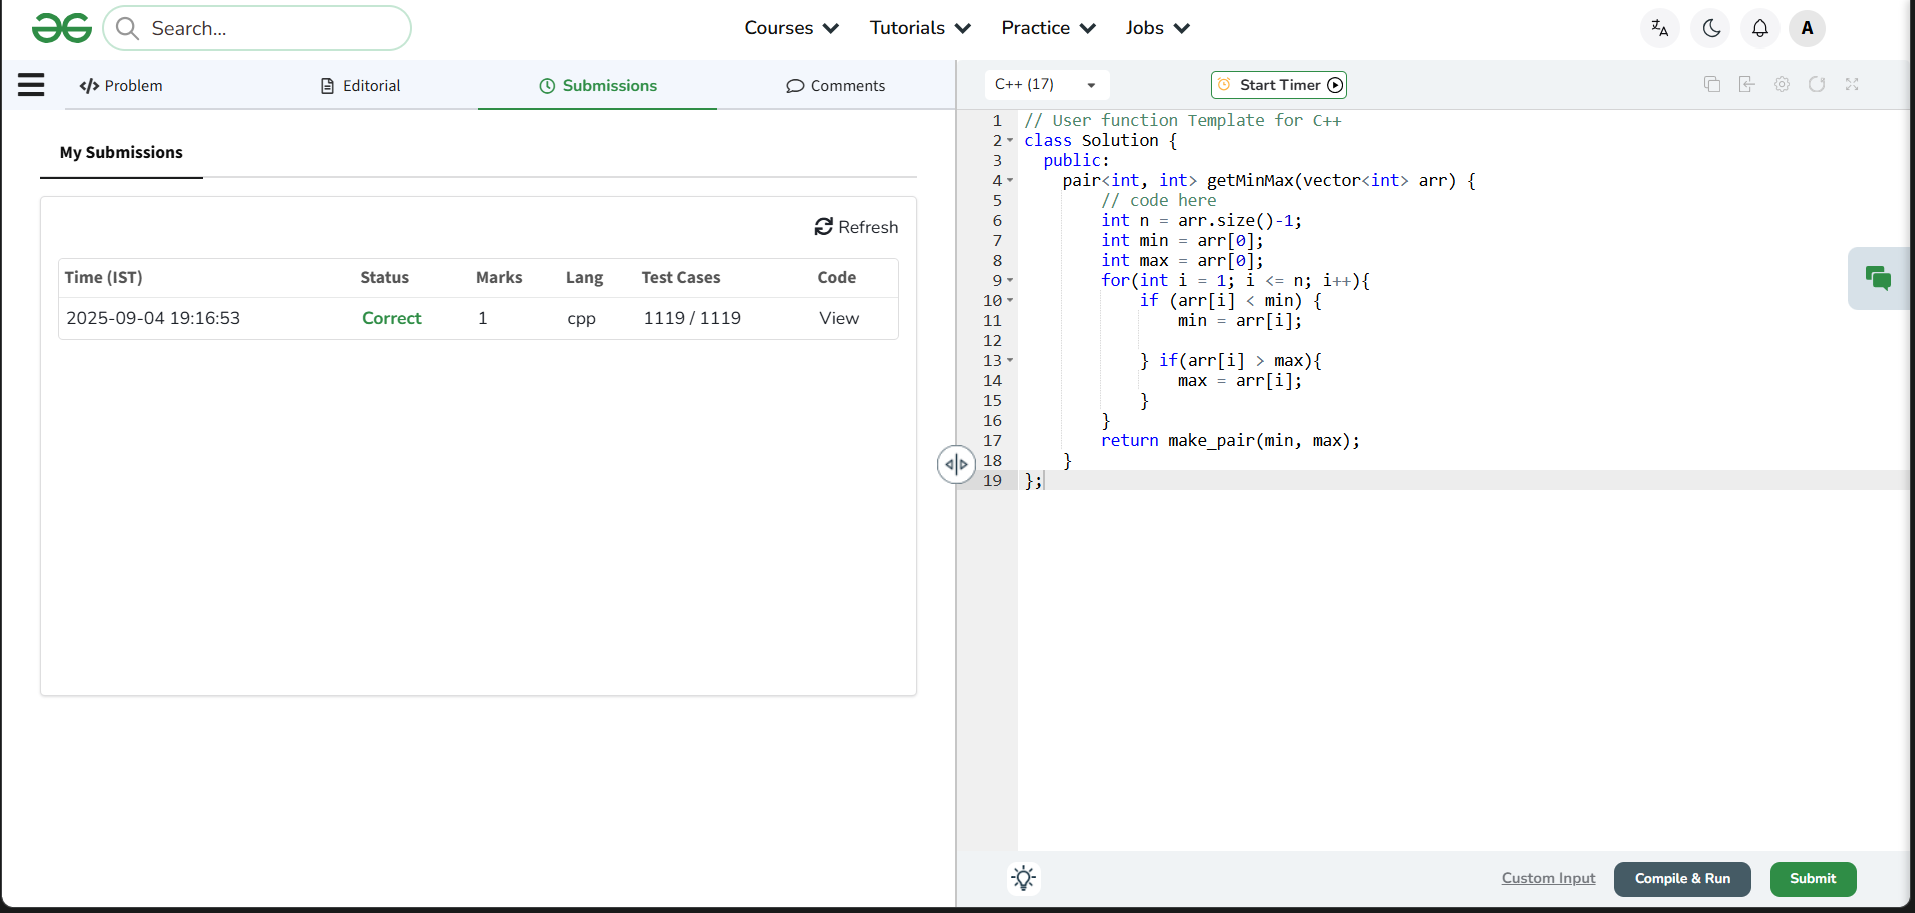 Search...
Courses
Tutorials
Practice
Jobs
A
Problem
Editorial
Submissions
Comments
C++ (17)
Start Timer
My Submissions
Refresh
Time (IST) Status Marks Lang Test Cases Code
2025-09-04 19:16:53 Correct 1 cpp 1119 / 1119 View
1 // User function Template for C++
2 class Solution {
3 public:
4 pair<int, int> getMinMax(vector<int> arr) {
5 // code here
6 int n = arr.size()-1;
7 int min = arr[0];
8 int max = arr[0];
9 for(int i = 1; i <= n; i++){
10 if (arr[i] < min) {
11 min = arr[i];
12
13 } if(arr[i] > max){
14 max = arr[i];
15 }
16 }
17 return make_pair(min, max);
18 }
19 };
Custom Input
Compile & Run
Submit